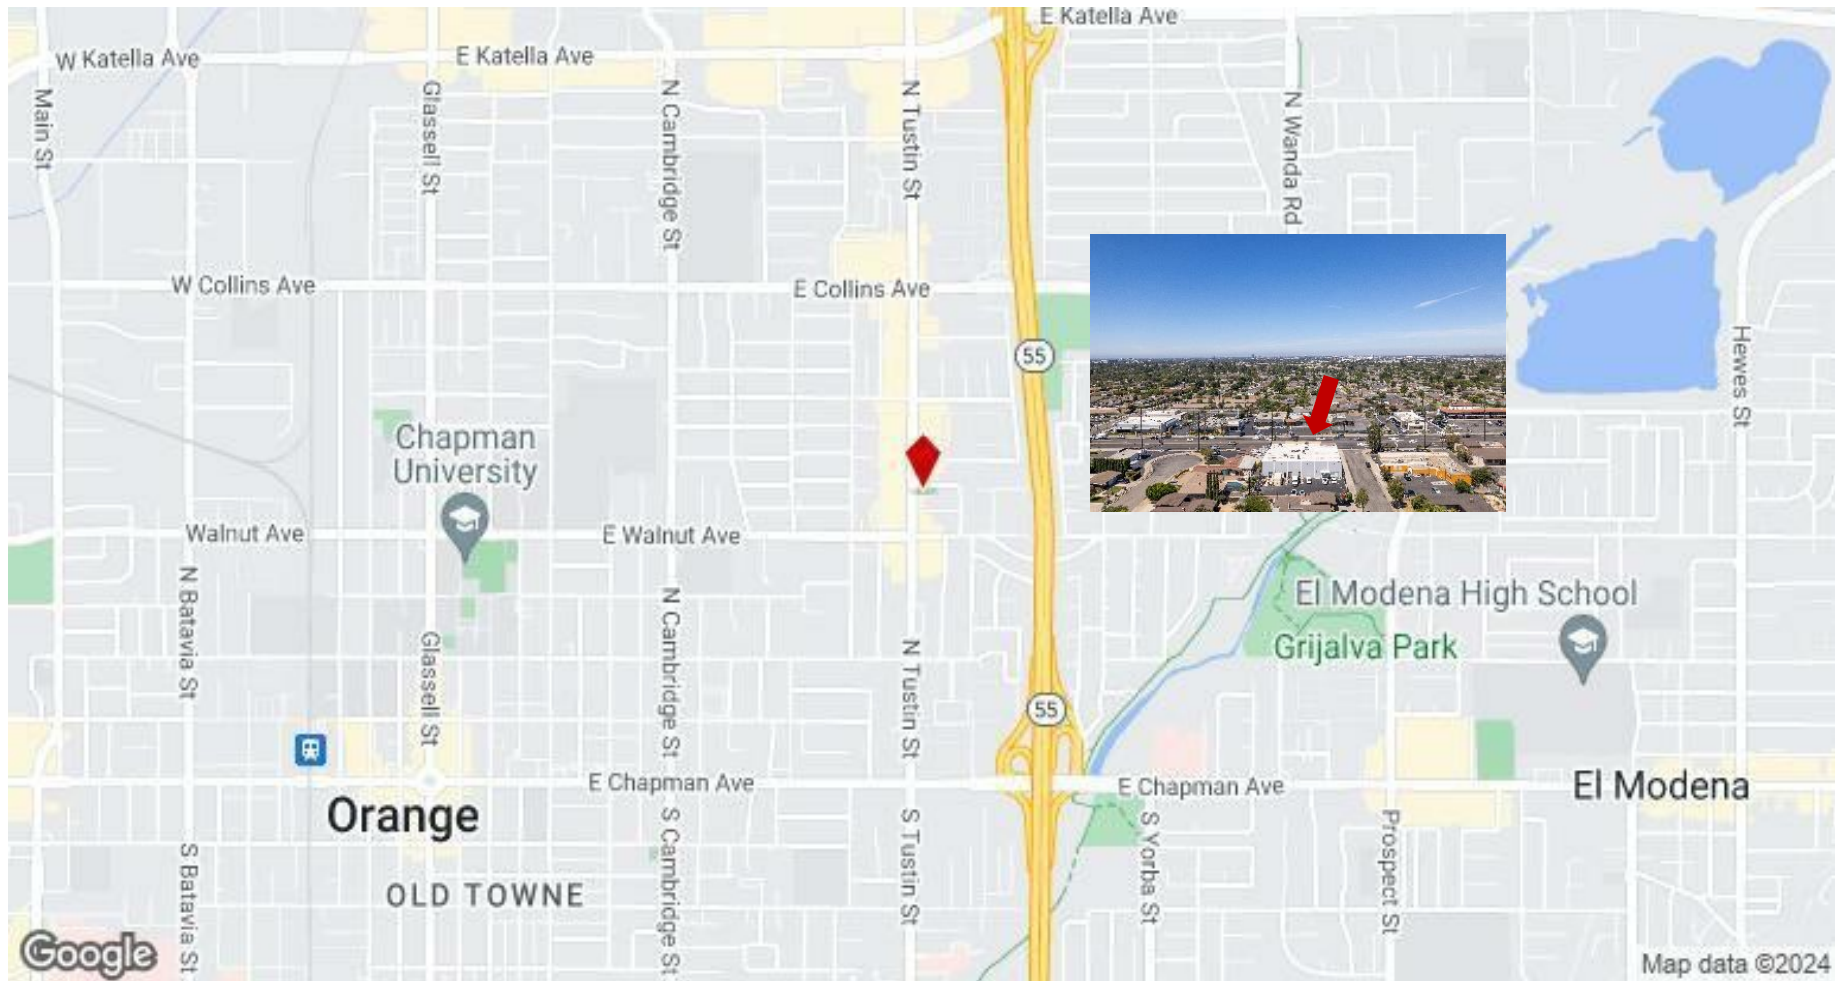 E Katella Ave
W Katella Ave
E Katella Ave
Main St
Glassell St
N Cambridge St
N Tustin St
N Wanda Rd
W Collins Ave
E Collins Ave
55
Hewes St
Chapman
University
Walnut Ave
E Walnut Ave
N Batavia St
Glassell St
N Cambridge St
N Tustin St
El Modena High School
Grijalva Park
55
E Chapman Ave
E Chapman Ave
El Modena
Orange
S Batavia St
S Cambridge St
S Tustin St
S Yorba St
Prospect St
OLD TOWNE
Google
Map data ©2024